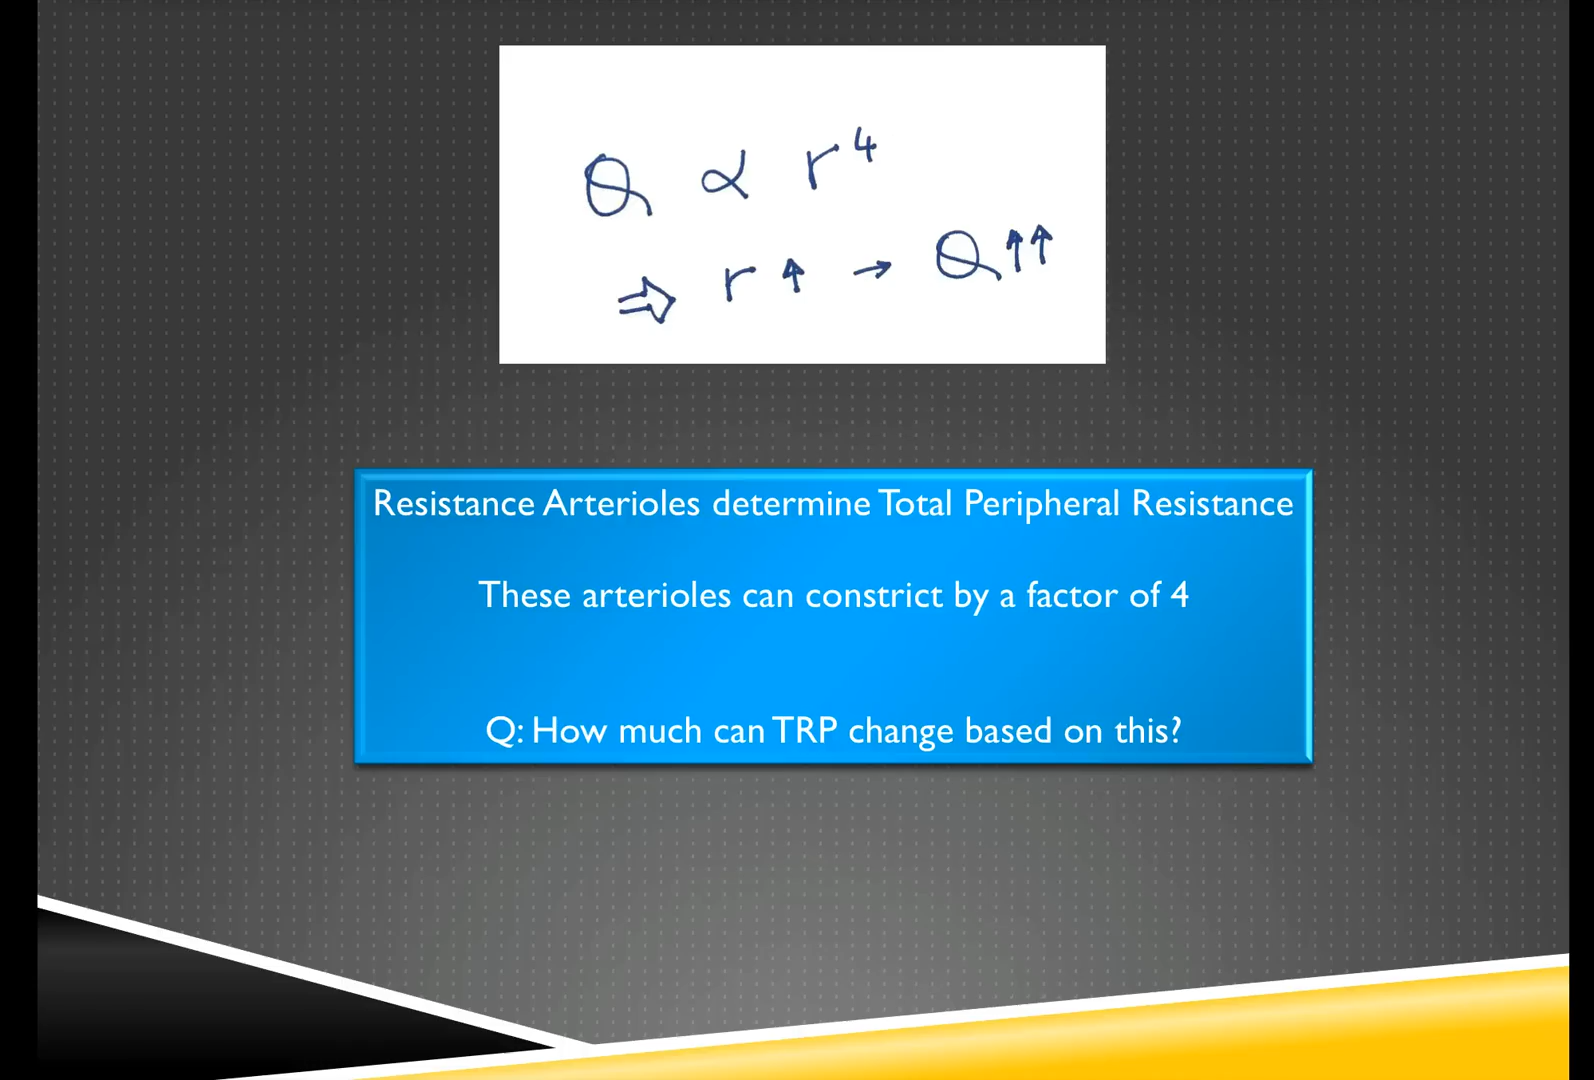 Q ∝ r⁴
⇒ r ↑ → Q ↑↑
Resistance Arterioles determine Total Peripheral Resistance
These arterioles can constrict by a factor of 4
Q: How much can TRP change based on this?